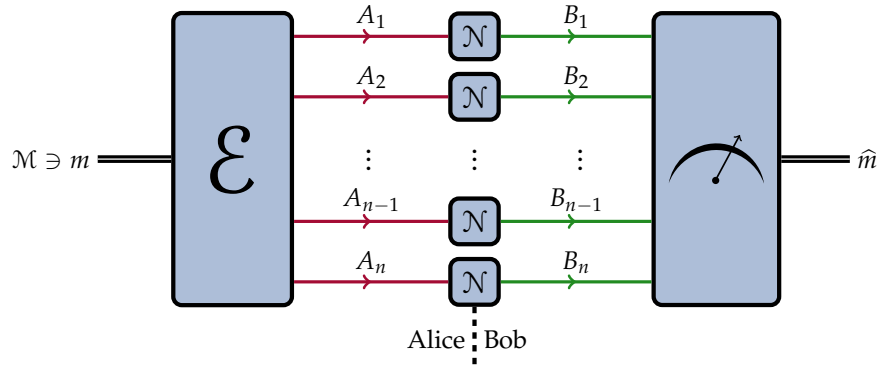 A₁ 𝒩 B₁
A₂ 𝒩 B₂
ℳ ∋ m ℰ ⋮ ⋮ ⋮ m̂
Aₙ₋₁ 𝒩 Bₙ₋₁
Aₙ 𝒩 Bₙ
Alice Bob